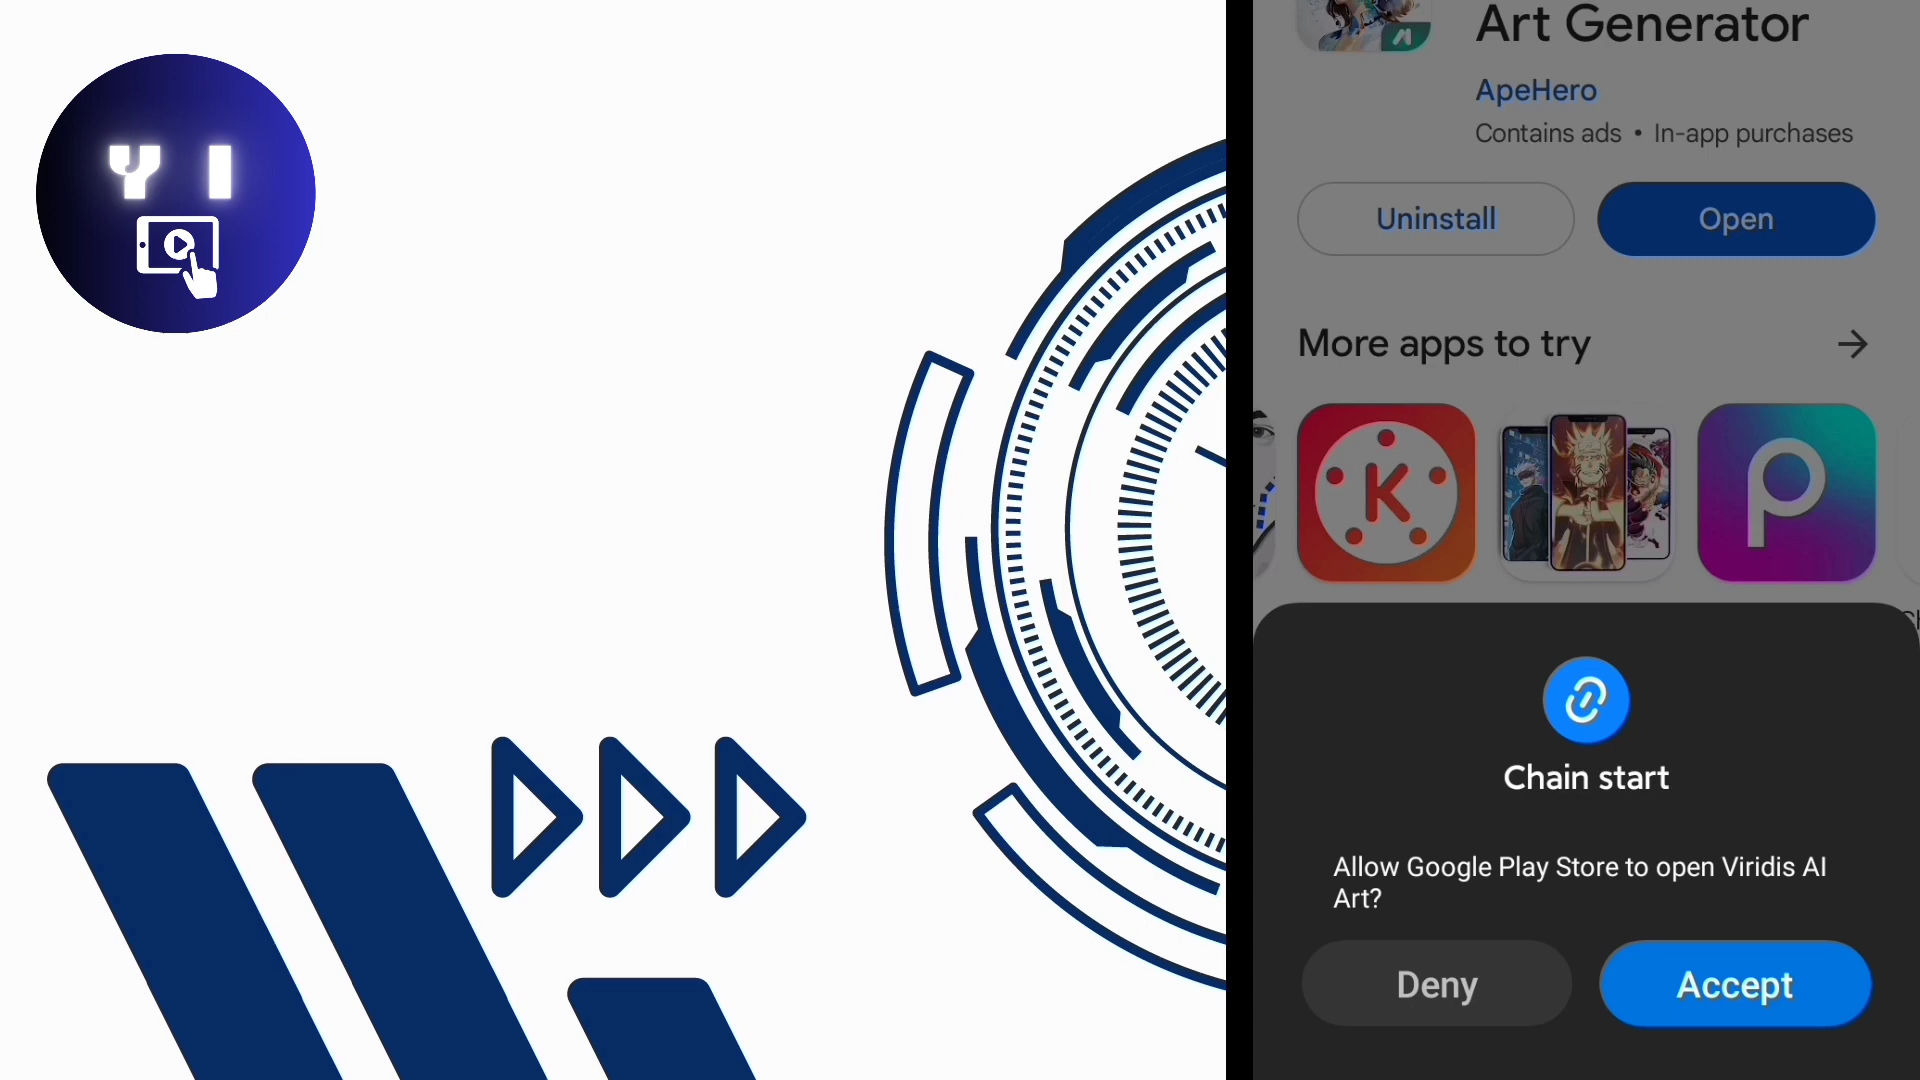 Y I
Art Generator
ApeHero
Contains ads • In-app purchases
Uninstall
Open
More apps to try
K
P
Chain start
Allow Google Play Store to open Viridis AI
Art?
Deny
Accept